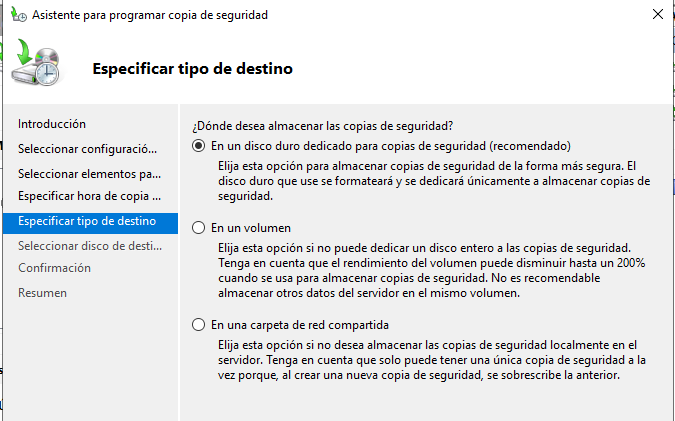 Asistente para programar copia de seguridad
Especificar tipo de destino
Introducción
Seleccionar configuració...
Seleccionar elementos pa...
Especificar hora de copia ...
Especificar tipo de destino
Seleccionar disco de desti...
Confirmación
Resumen
¿Dónde desea almacenar las copias de seguridad?
En un disco duro dedicado para copias de seguridad (recomendado)
Elija esta opción para almacenar copias de seguridad de la forma más segura. El
disco duro que use se formateará y se dedicará únicamente a almacenar copias de
seguridad.
En un volumen
Elija esta opción si no puede dedicar un disco entero a las copias de seguridad.
Tenga en cuenta que el rendimiento del volumen puede disminuir hasta un 200%
cuando se usa para almacenar copias de seguridad. No es recomendable
almacenar otros datos del servidor en el mismo volumen.
En una carpeta de red compartida
Elija esta opción si no desea almacenar las copias de seguridad localmente en el
servidor. Tenga en cuenta que solo puede tener una única copia de seguridad a la
vez porque, al crear una nueva copia de seguridad, se sobrescribe la anterior.